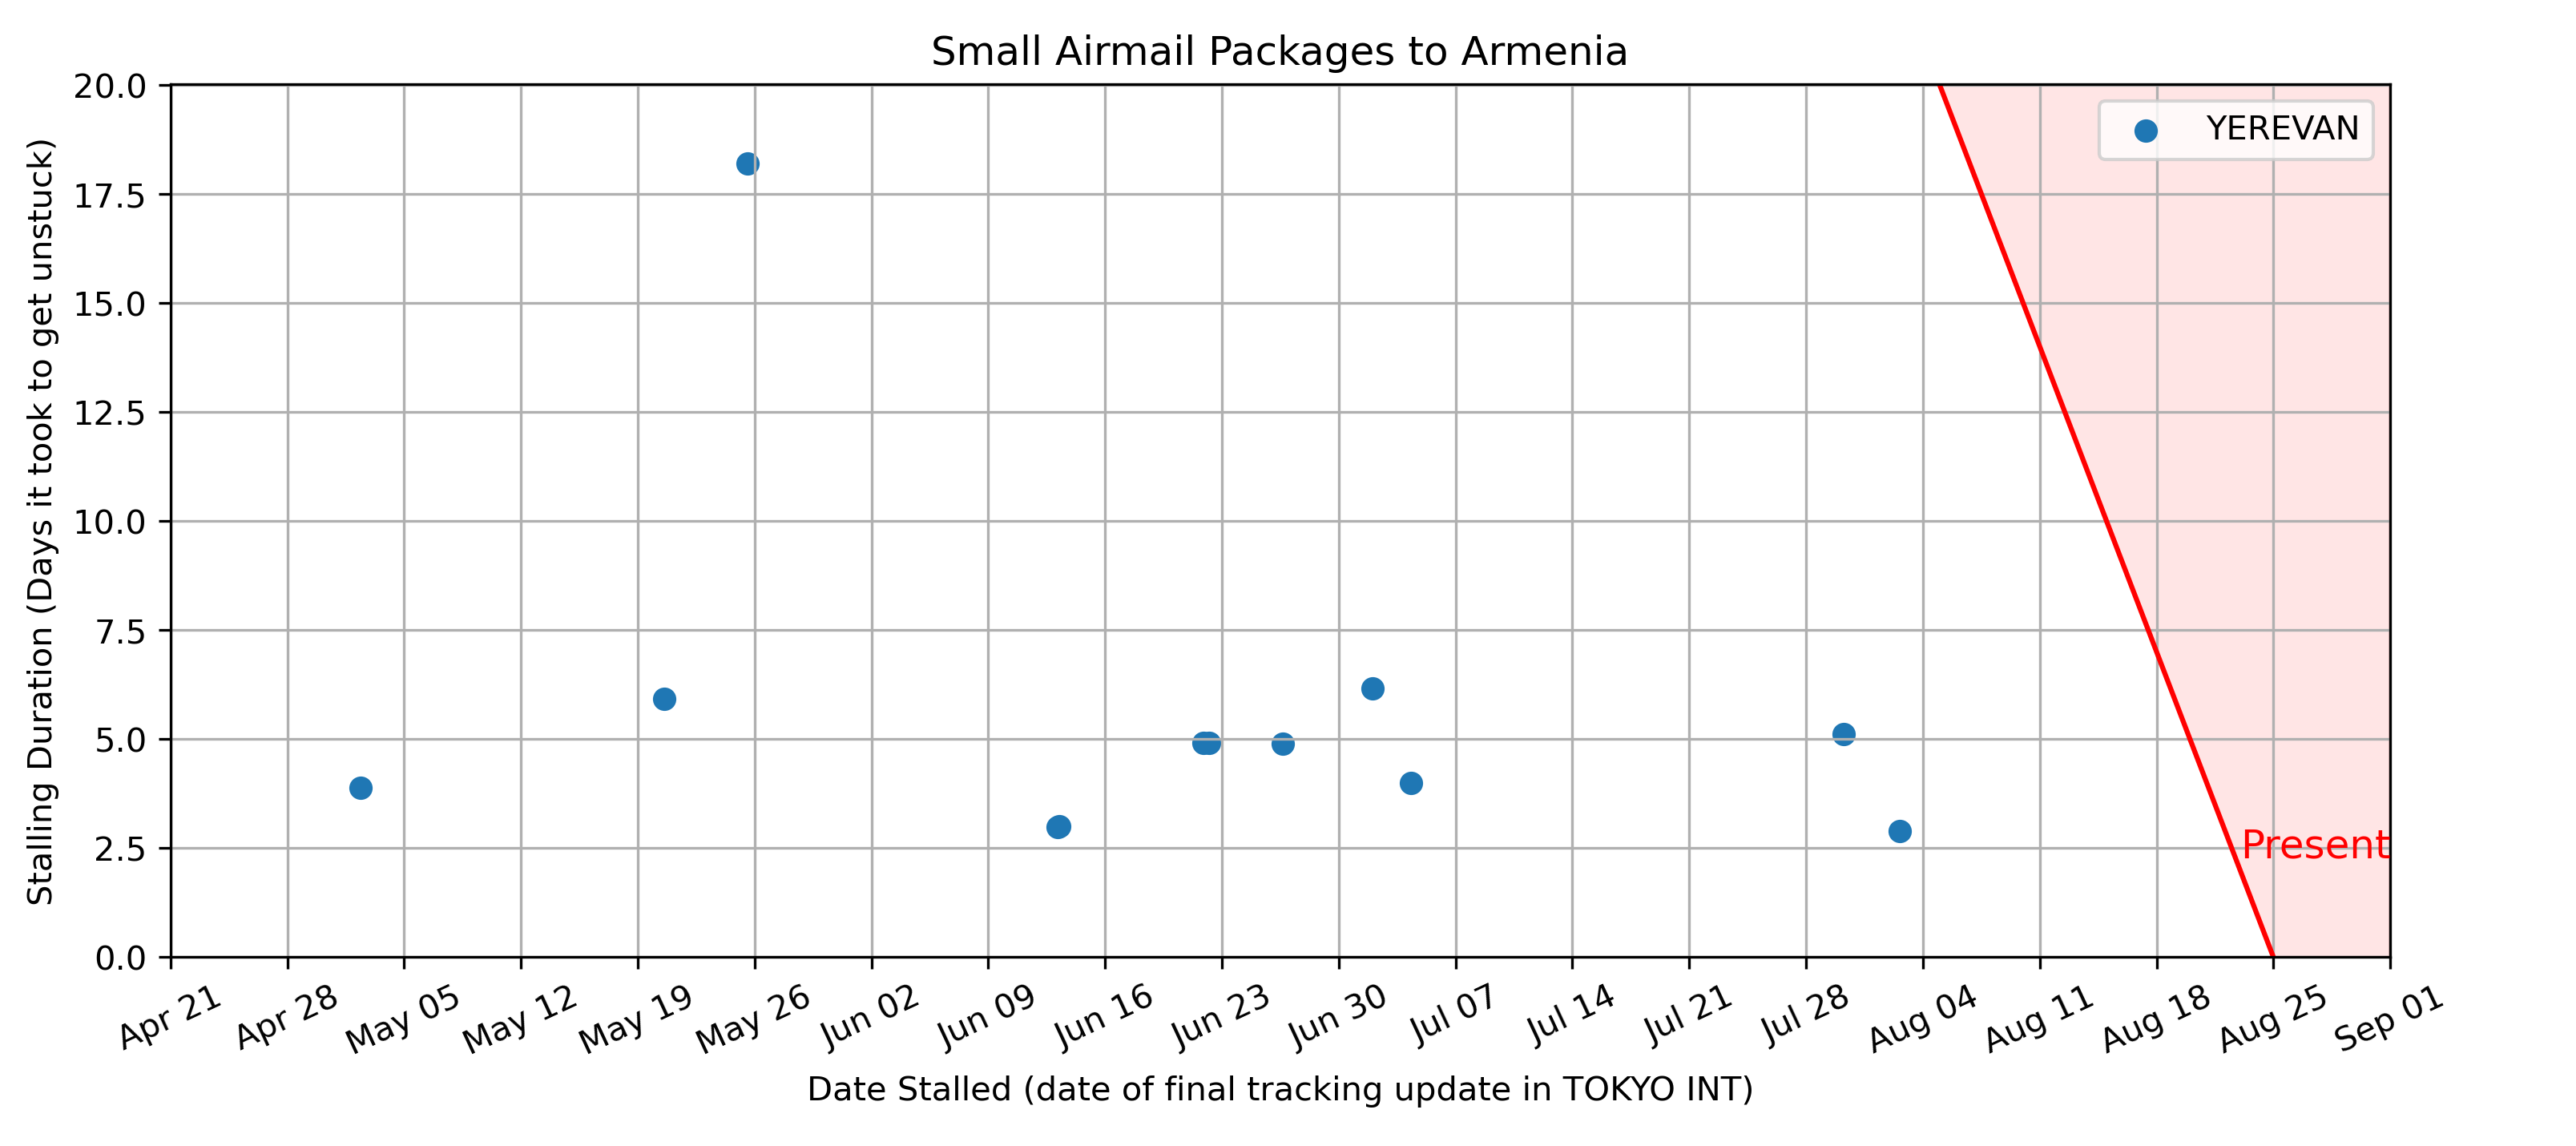 Small Airmail Packages to Armenia
YEREVAN
Stalling Duration (Days it took to get unstuck)
20.0
17.5
15.0
12.5
10.0
7.5
5.0
2.5
0.0
Present
Apr 21 Apr 28 May 05 May 12 May 19 May 26 Jun 02 Jun 09 Jun 16 Jun 23 Jun 30 Jul 07 Jul 14 Jul 21 Jul 28 Aug 04 Aug 11 Aug 18 Aug 25 Sep 01
Date Stalled (date of final tracking update in TOKYO INT)